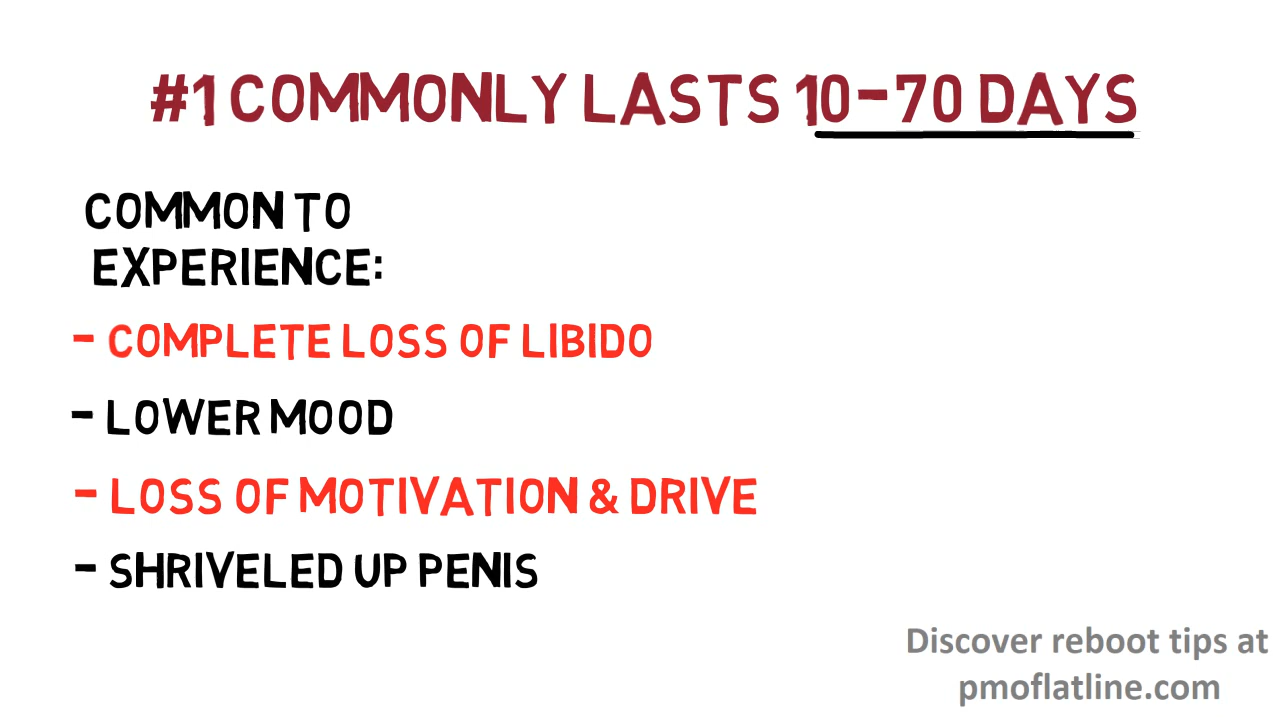 #1 COMMONLY LASTS 10-70 DAYS
COMMON TO
EXPERIENCE:
- COMPLETE LOSS OF LIBIDO
- LOWER MOOD
- LOSS OF MOTIVATION & DRIVE
- SHRIVELED UP PENIS
Discover reboot tips at
pmoflatline.com